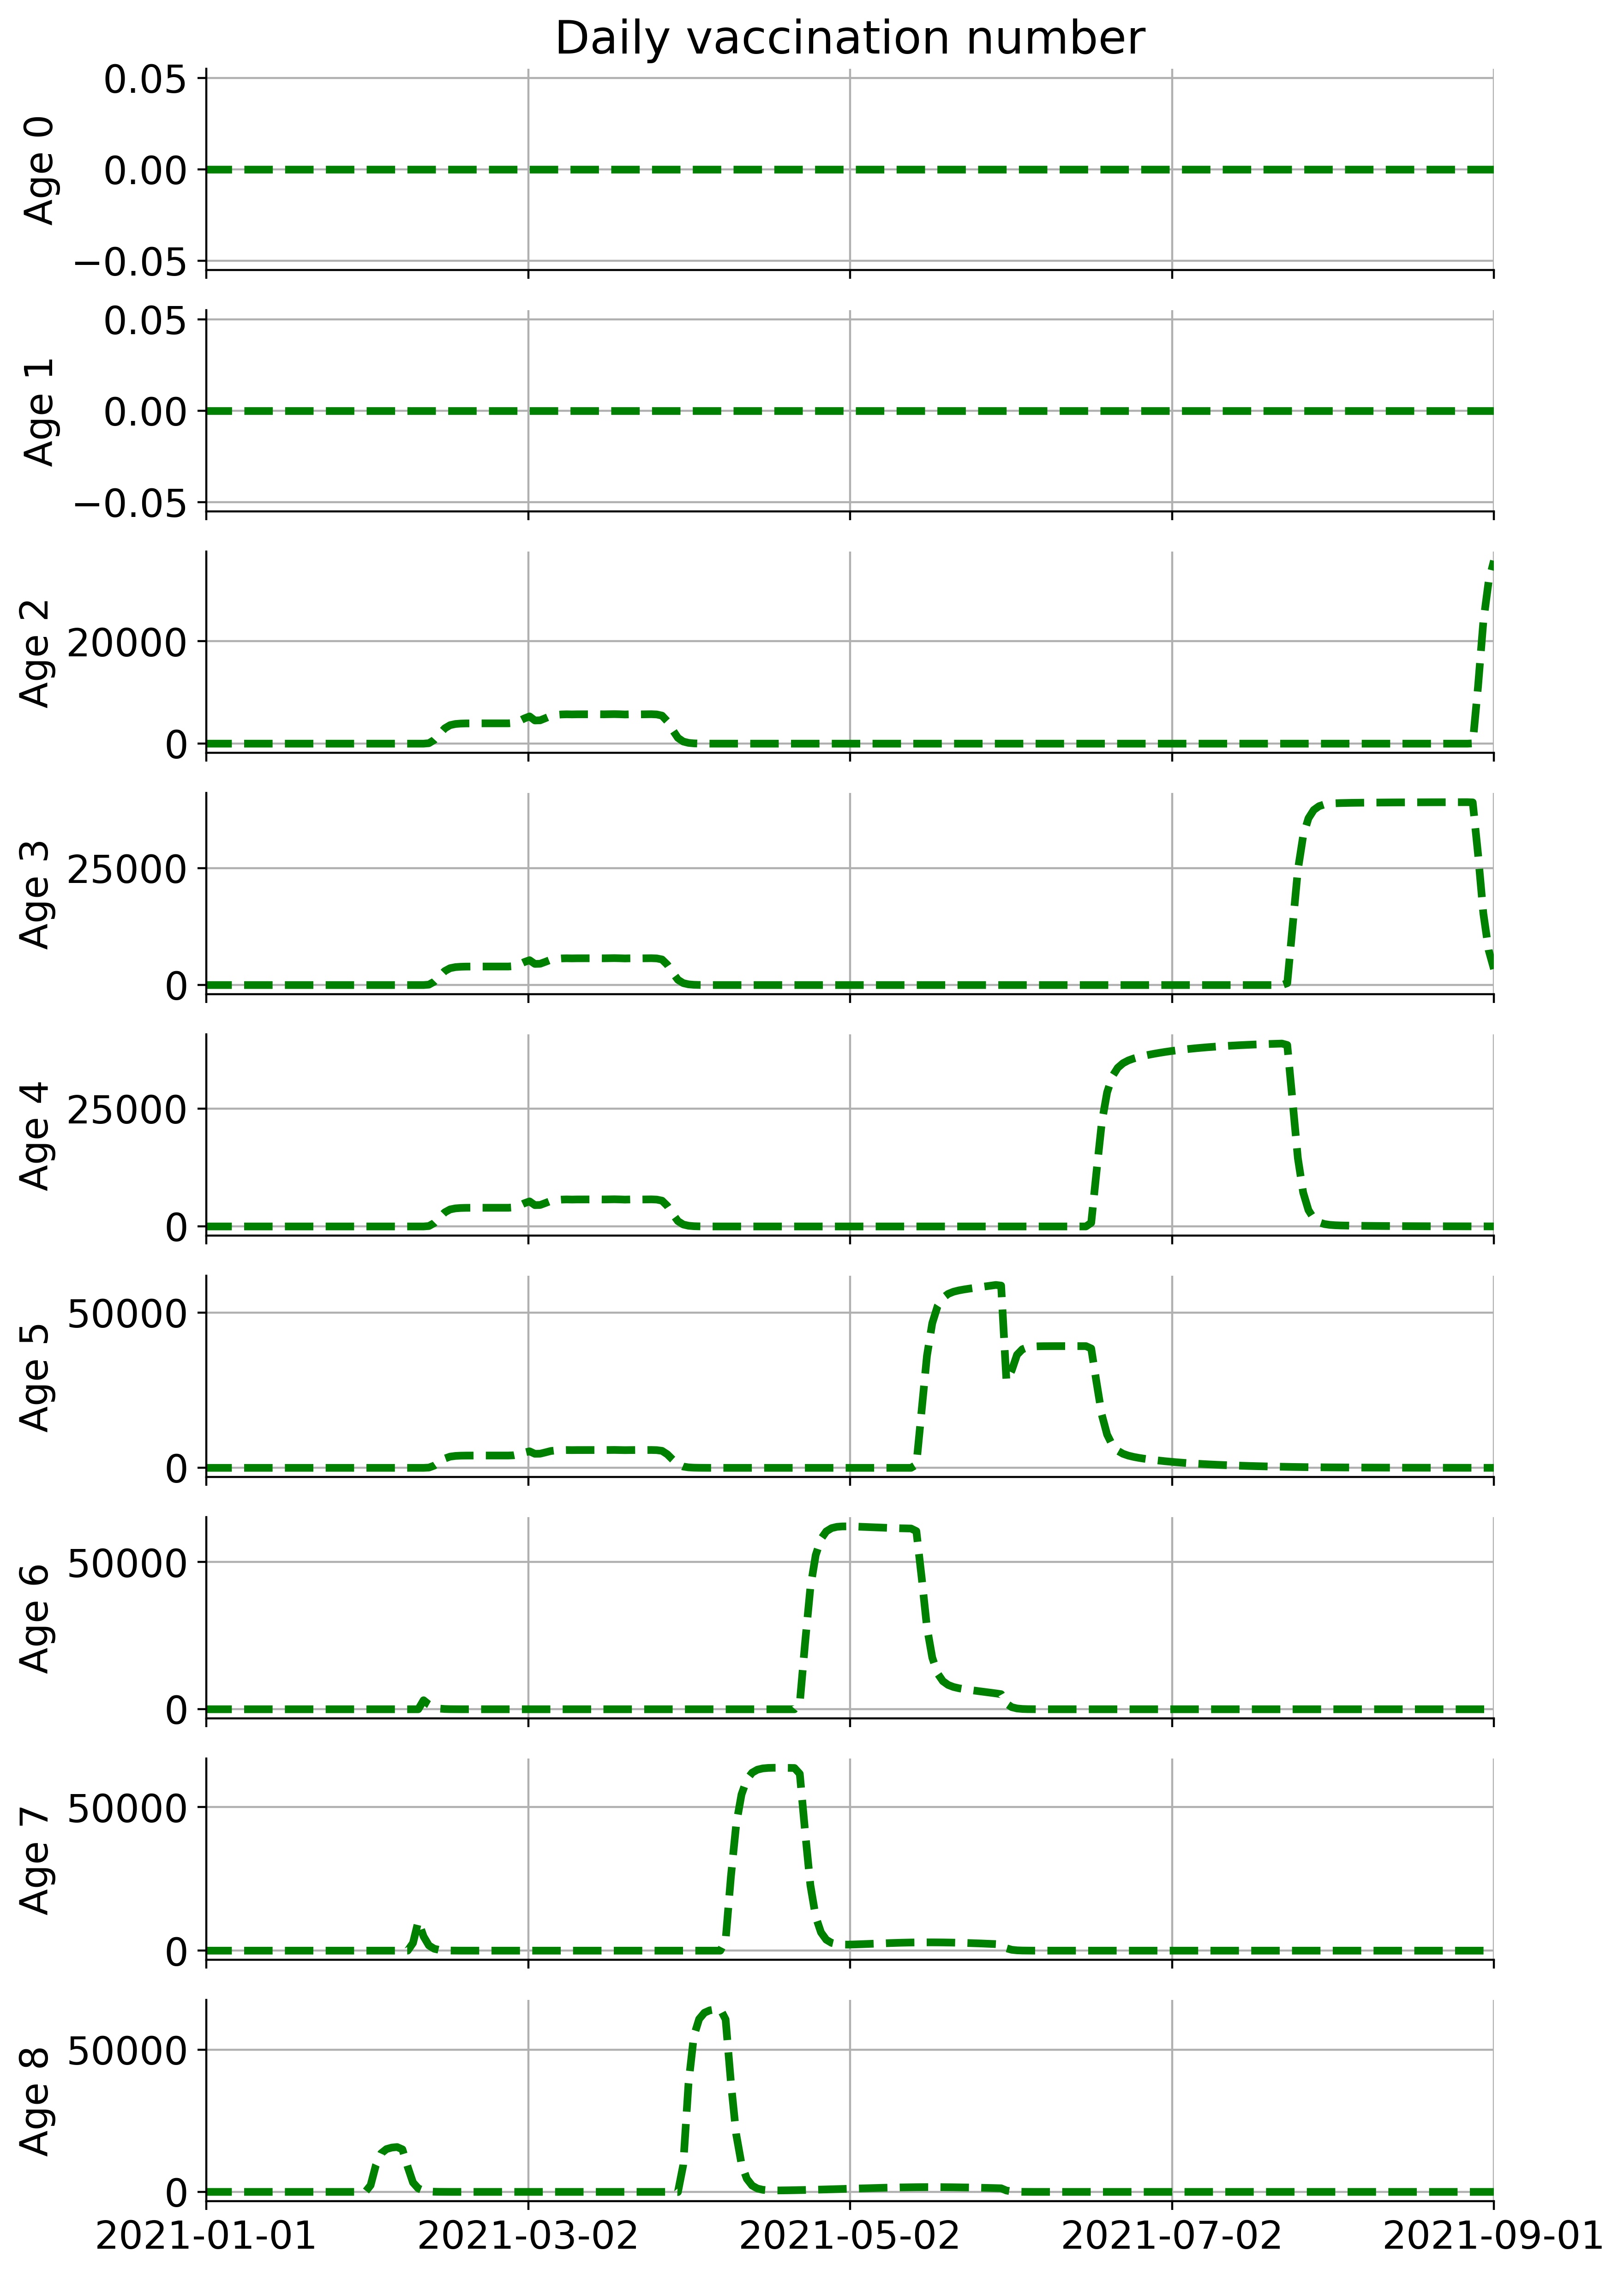 Daily vaccination number
Age 0
0.05
0.00
−0.05
Age 1
0.05
0.00
−0.05
Age 2
20000
0
Age 3
25000
0
Age 4
25000
0
Age 5
50000
0
Age 6
50000
0
Age 7
50000
0
Age 8
50000
0
2021-01-01 2021-03-02 2021-05-02 2021-07-02 2021-09-01